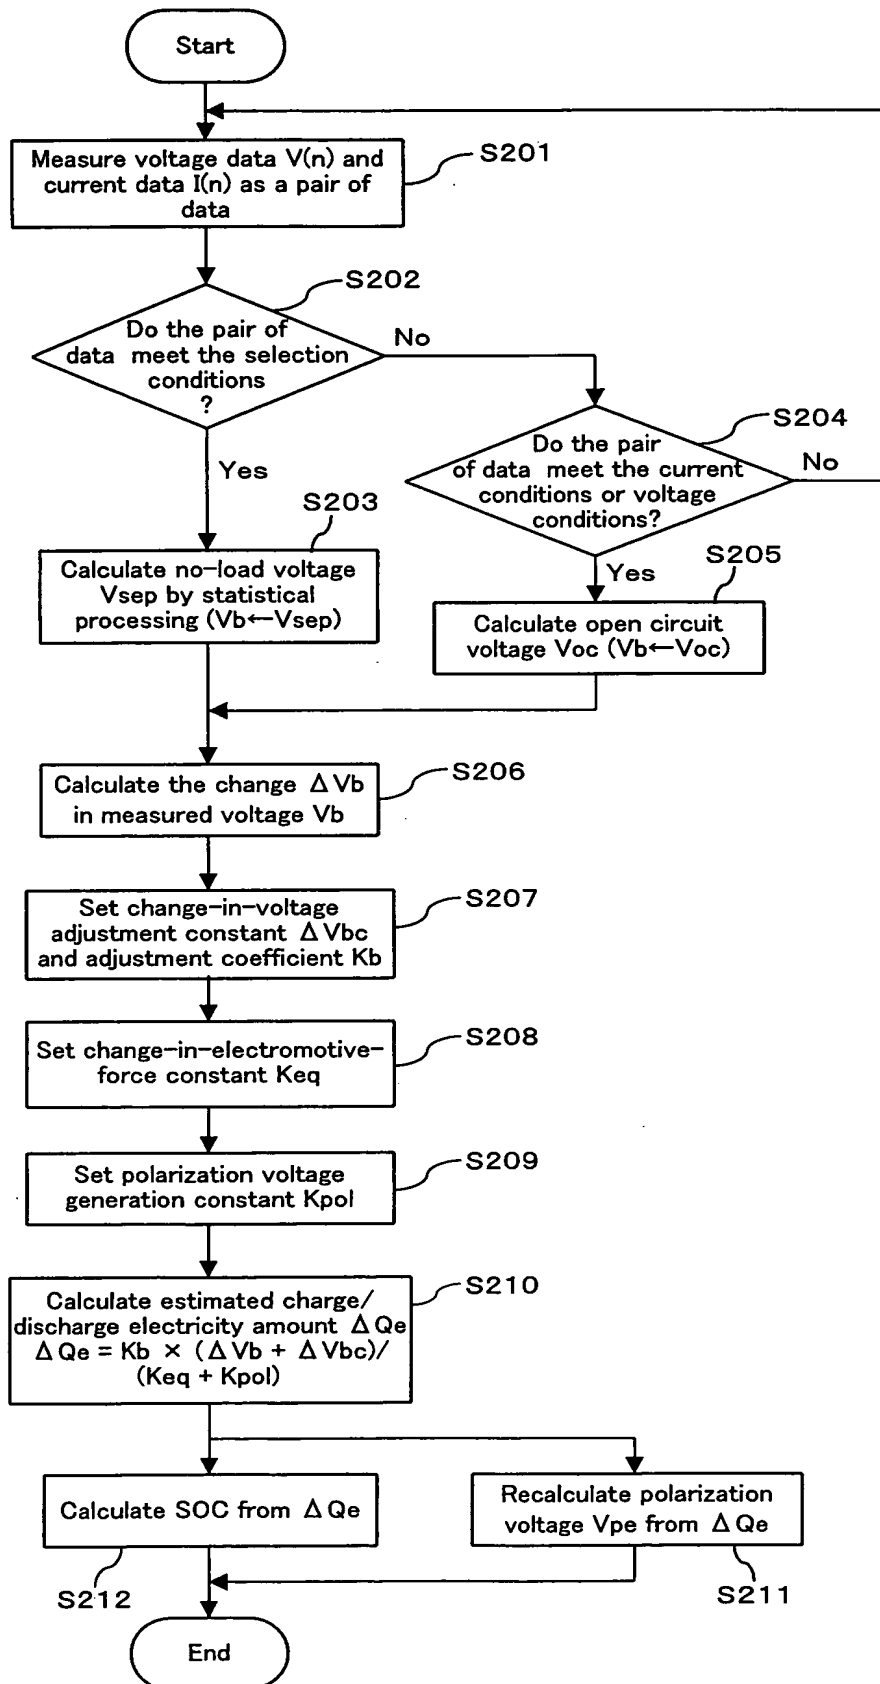 Start
Measure voltage data V(n) and
current data I(n) as a pair of
data
S201
S202
Do the pair of
data meet the selection
conditions
?
No
Yes
S204
Do the pair
of data meet the current
conditions or voltage
conditions?
No
Yes
S203
Calculate no-load voltage
Vsep by statistical
processing (Vb←Vsep)
S205
Calculate open circuit
voltage Voc (Vb←Voc)
Calculate the change ΔVb
in measured voltage Vb
S206
Set change-in-voltage
adjustment constant ΔVbc
and adjustment coefficient Kb
S207
Set change-in-electromotive-
force constant Keq
S208
Set polarization voltage
generation constant Kpol
S209
Calculate estimated charge/
discharge electricity amount ΔQe
ΔQe = Kb × (ΔVb + ΔVbc)/
(Keq + Kpol)
S210
Calculate SOC from ΔQe
S212
Recalculate polarization
voltage Vpe from ΔQe
S211
End